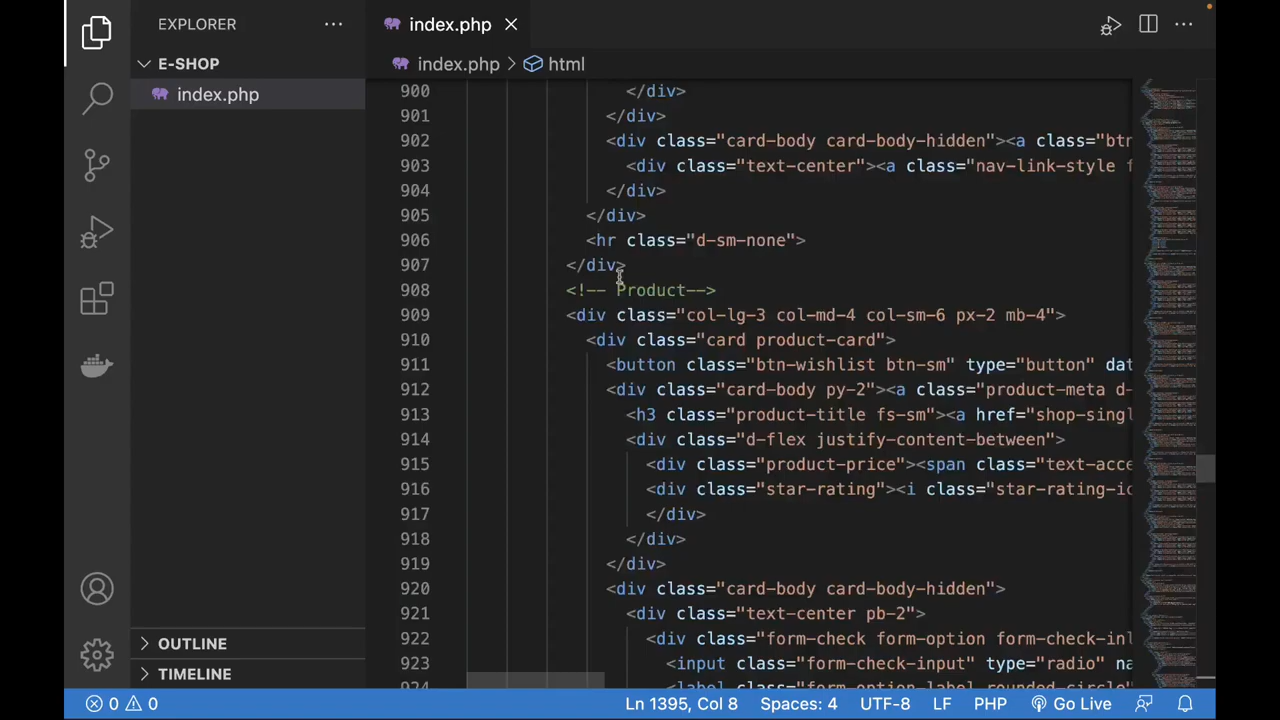 EXPLORER
index.php
E-SHOP
index.php > html
index.php
900 </div>
901 </div>
902 <div class="card-body card-body-hidden"><a class="btn
903 <div class="text-center"><a class="nav-link-style f
904 </div>
905 </div>
906 <hr class="d-sm-none">
907 </div>
908 <!-- Product-->
909 <div class="col-lg-3 col-md-4 col-sm-6 px-2 mb-4">
910 <div class="card product-card">
911 <button class="btn-wishlist btn-sm" type="button" dat
912 <div class="card-body py-2"><a class="product-meta d-
913 <h3 class="product-title fs-sm"><a href="shop-singl
914 <div class="d-flex justify-content-between">
915 <div class="product-price"><span class="text-acce
916 <div class="star-rating"><i class="star-rating-ic
917 </div>
918 </div>
919 </div>
920 <div class="card-body card-body-hidden">
921 <div class="text-center pb-2">
922 <div class="form-check form-option form-check-inl
923 <input class="form-check-input" type="radio" na
924 <label class="form-option-label rounded-circle"
OUTLINE
TIMELINE
0 0
Ln 1395, Col 8
Spaces: 4
UTF-8
LF
PHP
Go Live